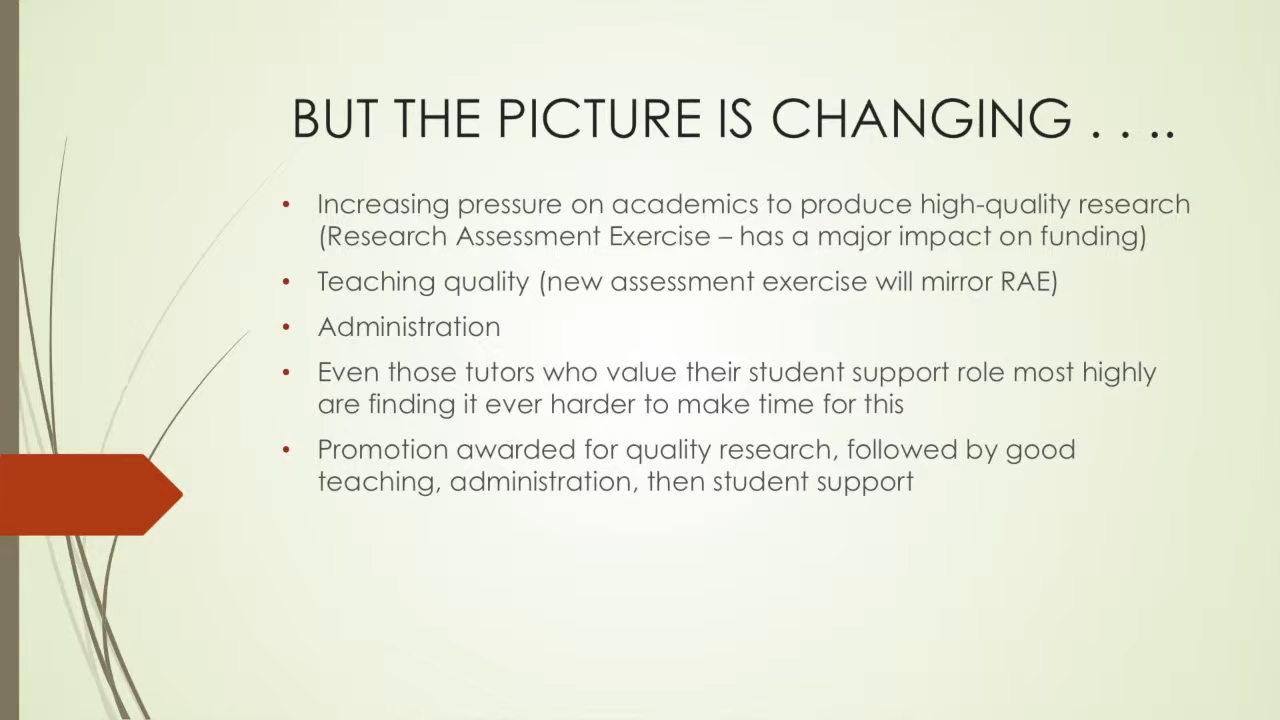 BUT THE PICTURE IS CHANGING . . ..
• Increasing pressure on academics to produce high-quality research
(Research Assessment Exercise – has a major impact on funding)
• Teaching quality (new assessment exercise will mirror RAE)
• Administration
• Even those tutors who value their student support role most highly
are finding it ever harder to make time for this
• Promotion awarded for quality research, followed by good
teaching, administration, then student support